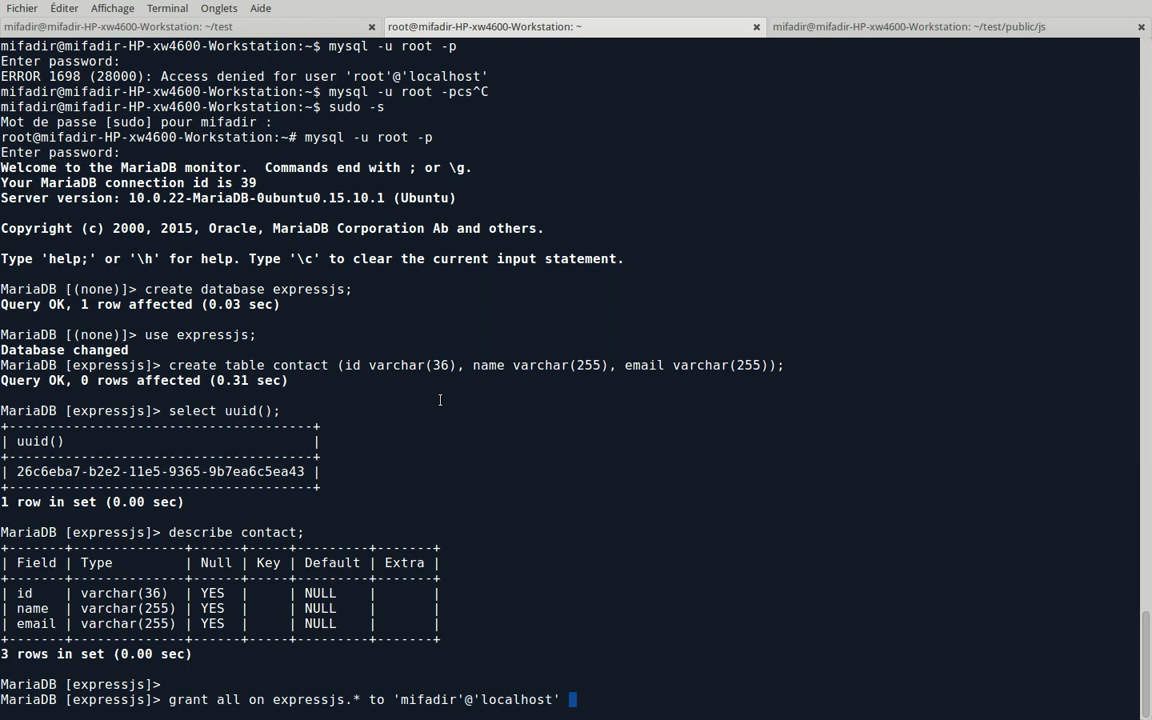 Fichier Éditer Affichage Terminal Onglets Aide
mifadir@mifadir-HP-xw4600-Workstation: ~/test root@mifadir-HP-xw4600-Workstation: ~ mifadir@mifadir-HP-xw4600-Workstation: ~/test/public/js
mifadir@mifadir-HP-xw4600-Workstation:~$ mysql -u root -p
Enter password:
ERROR 1698 (28000): Access denied for user 'root'@'localhost'
mifadir@mifadir-HP-xw4600-Workstation:~$ mysql -u root -pcs^C
mifadir@mifadir-HP-xw4600-Workstation:~$ sudo -s
Mot de passe [sudo] pour mifadir :
root@mifadir-HP-xw4600-Workstation:~# mysql -u root -p
Enter password:
Welcome to the MariaDB monitor.  Commands end with ; or \g.
Your MariaDB connection id is 39
Server version: 10.0.22-MariaDB-0ubuntu0.15.10.1 (Ubuntu)
Copyright (c) 2000, 2015, Oracle, MariaDB Corporation Ab and others.
Type 'help;' or '\h' for help. Type '\c' to clear the current input statement.
MariaDB [(none)]> create database expressjs;
Query OK, 1 row affected (0.03 sec)
MariaDB [(none)]> use expressjs;
Database changed
MariaDB [expressjs]> create table contact (id varchar(36), name varchar(255), email varchar(255));
Query OK, 0 rows affected (0.31 sec)
MariaDB [expressjs]> select uuid();
+--------------------------------------+
| uuid()                               |
+--------------------------------------+
| 26c6eba7-b2e2-11e5-9365-9b7ea6c5ea43 |
+--------------------------------------+
1 row in set (0.00 sec)
MariaDB [expressjs]> describe contact;
+-------+--------------+------+-----+---------+-------+
| Field | Type         | Null | Key | Default | Extra |
+-------+--------------+------+-----+---------+-------+
| id    | varchar(36)  | YES  |     | NULL    |       |
| name  | varchar(255) | YES  |     | NULL    |       |
| email | varchar(255) | YES  |     | NULL    |       |
+-------+--------------+------+-----+---------+-------+
3 rows in set (0.00 sec)
MariaDB [expressjs]>
MariaDB [expressjs]> grant all on expressjs.* to 'mifadir'@'localhost'